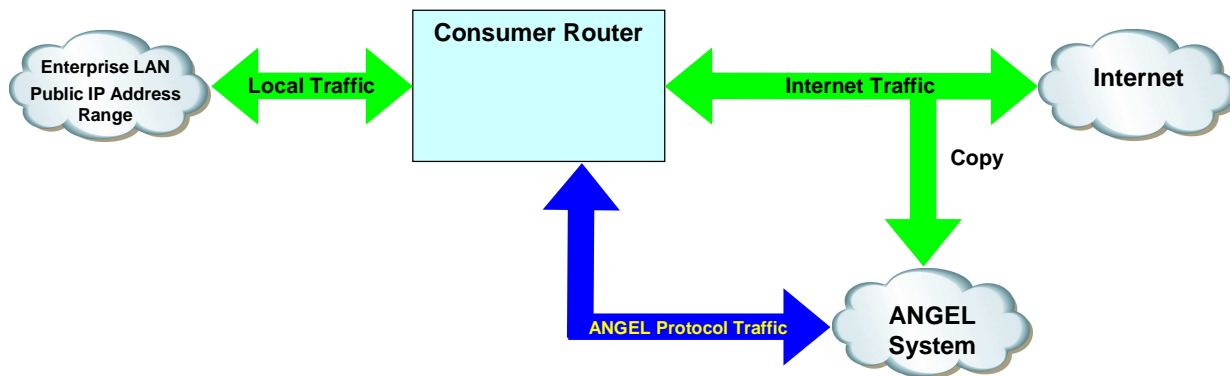 Consumer Router
Enterprise LAN
Public IP Address
Range
Local Traffic
Internet Traffic
Internet
Copy
ANGEL Protocol Traffic
ANGEL
System